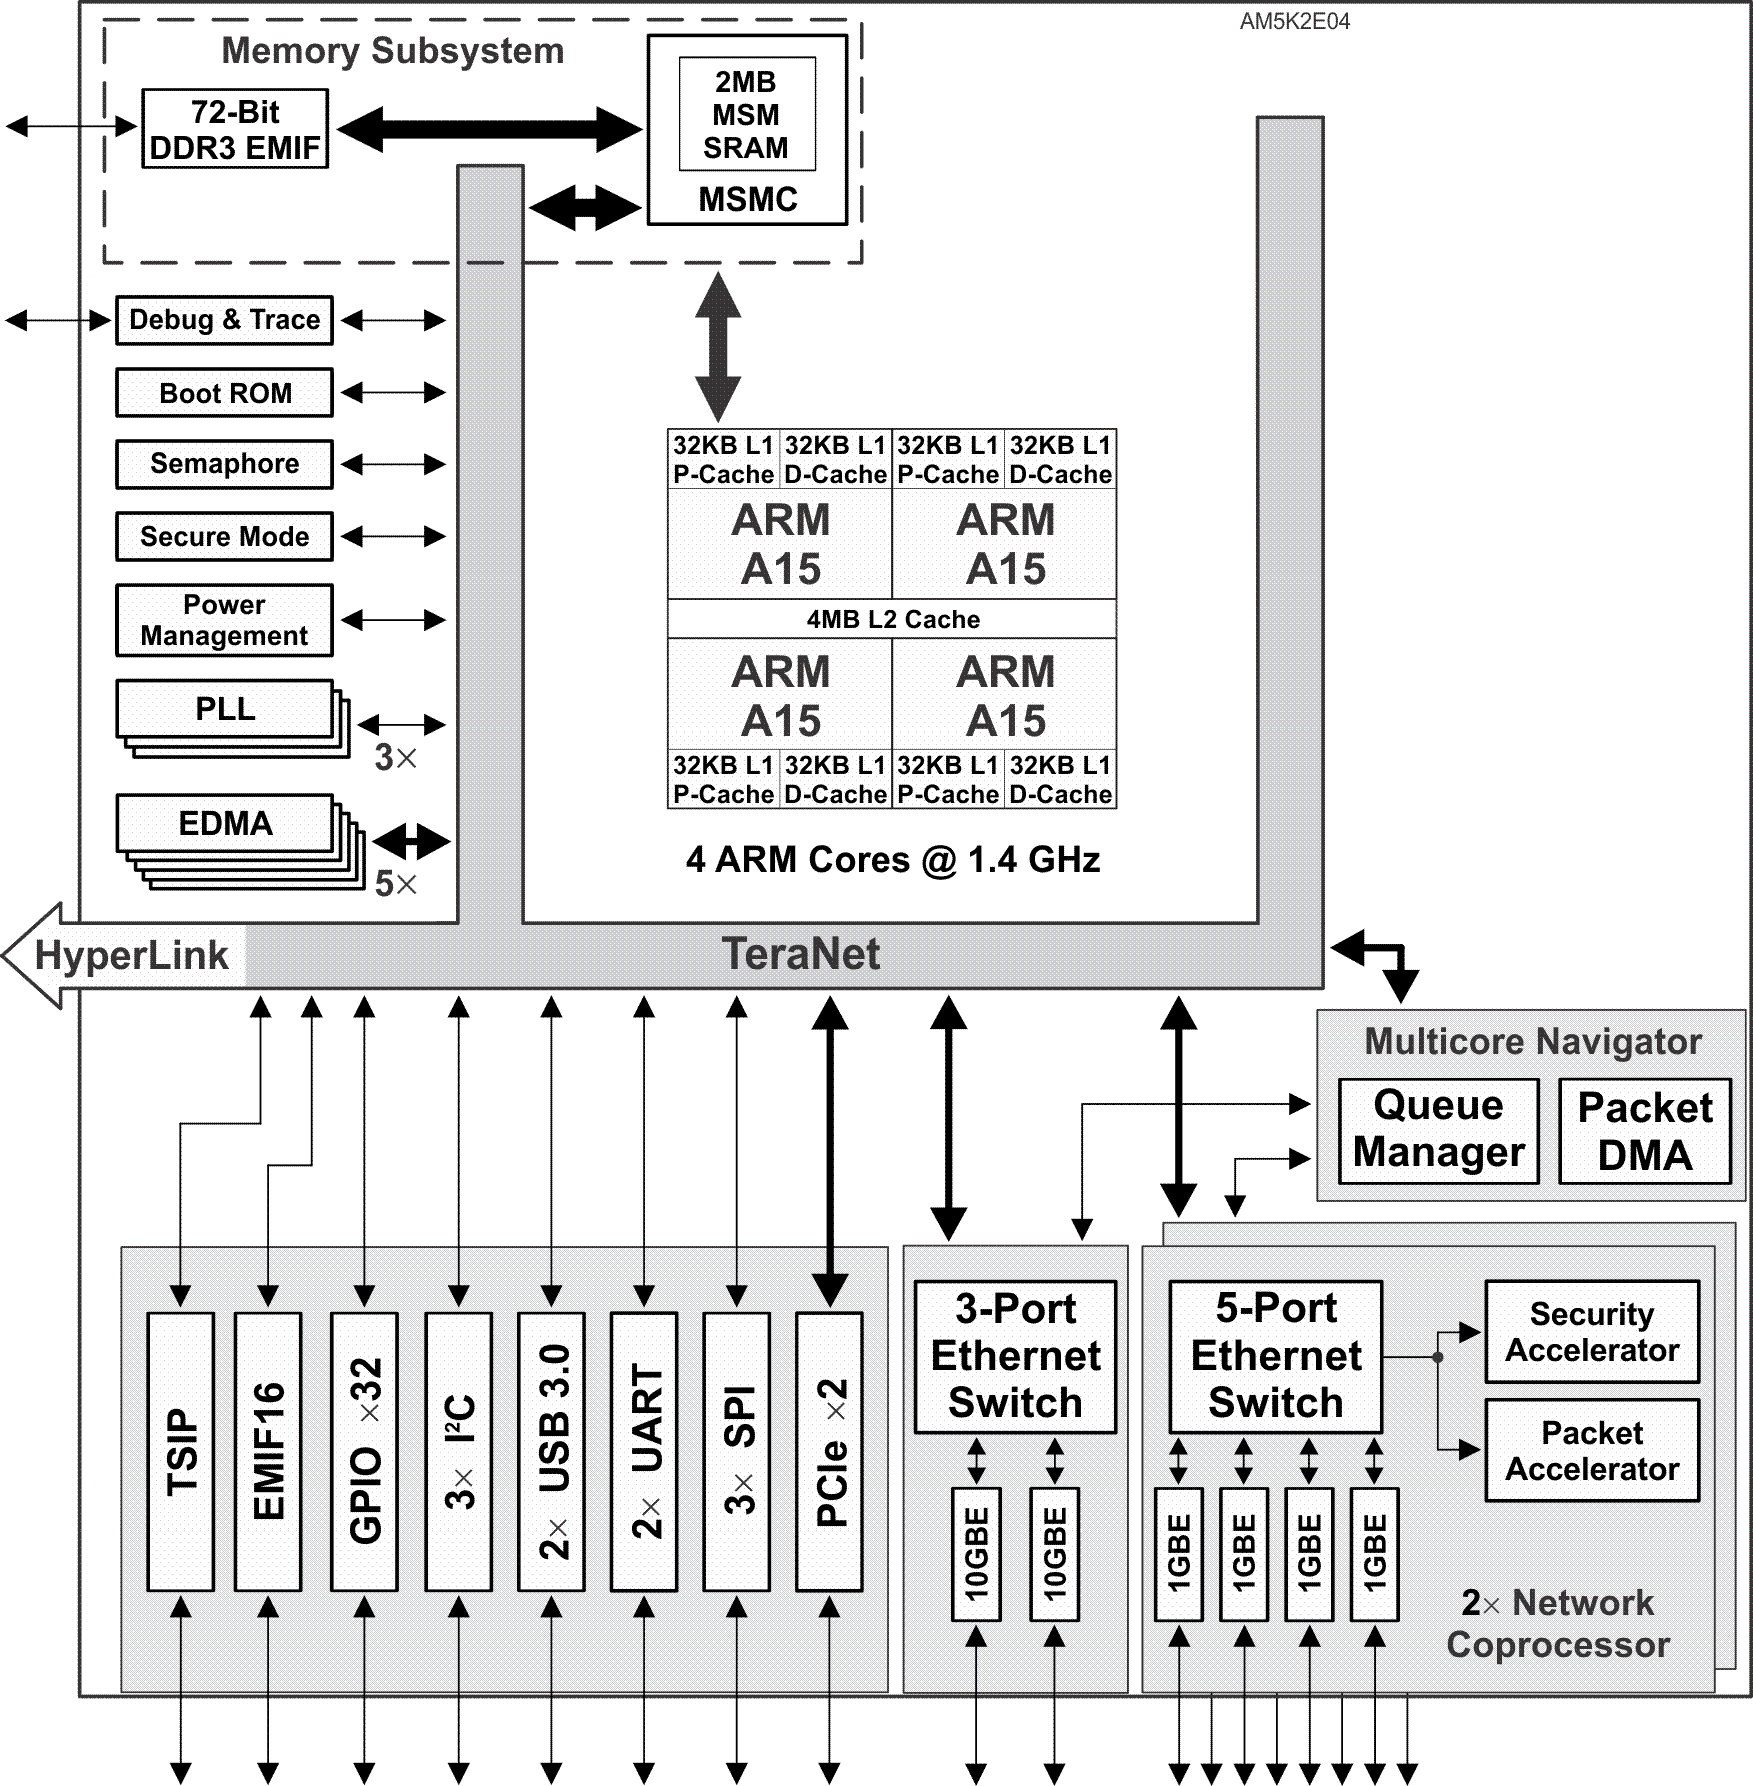 AM5K2E04
Memory Subsystem
72-Bit
DDR3 EMIF
2MB
MSM
SRAM
MSMC
Debug & Trace
Boot ROM
Semaphore
Secure Mode
Power
Management
PLL
3×
EDMA
5×
32KB L1
P-Cache
32KB L1
D-Cache
32KB L1
P-Cache
32KB L1
D-Cache
ARM
A15
ARM
A15
4MB L2 Cache
ARM
A15
ARM
A15
32KB L1
P-Cache
32KB L1
D-Cache
32KB L1
P-Cache
32KB L1
D-Cache
4 ARM Cores @ 1.4 GHz
HyperLink
TeraNet
Multicore Navigator
Queue
Manager
Packet
DMA
TSIP
EMIF16
GPIO ×32
3× I²C
2× USB 3.0
2× UART
3× SPI
PCIe ×2
3-Port
Ethernet
Switch
10GBE
10GBE
5-Port
Ethernet
Switch
1GBE
1GBE
1GBE
1GBE
Security
Accelerator
Packet
Accelerator
2× Network
Coprocessor